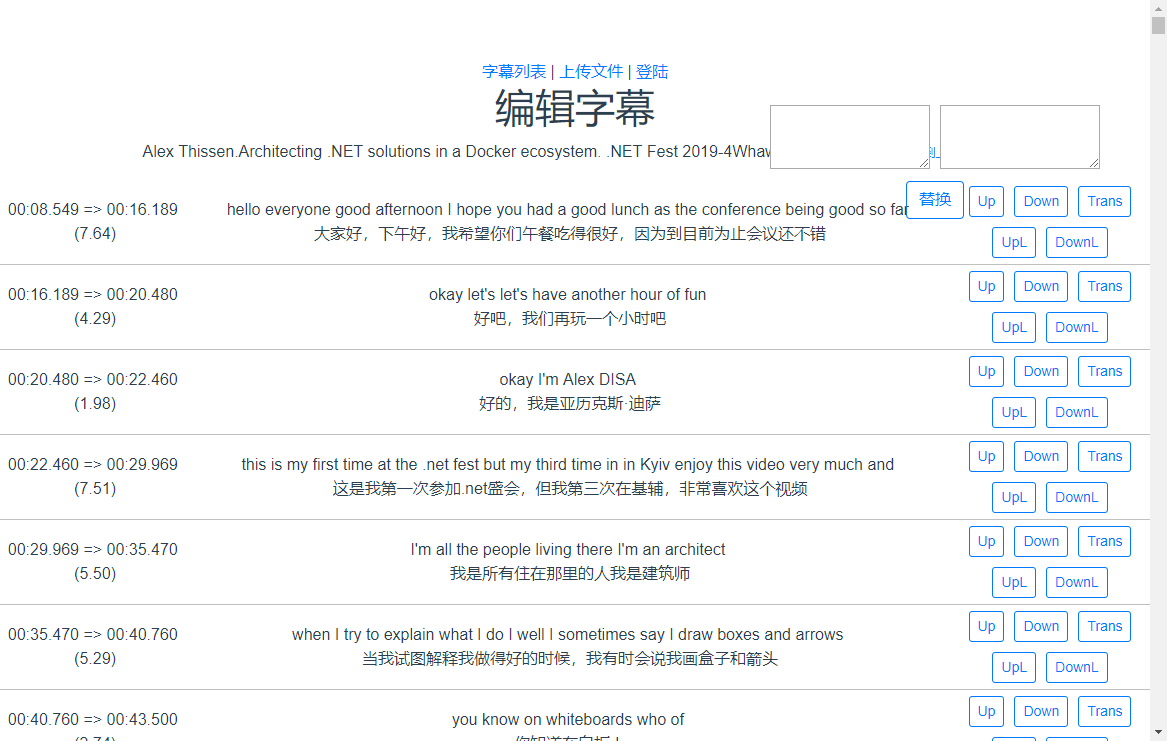 字幕列表 | 上传文件 | 登陆
编辑字幕
Alex Thissen.Architecting .NET solutions in a Docker ecosystem. .NET Fest 2019-4Whaw
替换
00:08.549 => 00:16.189
(7.64)
hello everyone good afternoon I hope you had a good lunch as the conference being good so far
大家好，下午好，我希望你们午餐吃得很好，因为到目前为止会议还不错
Up Down Trans
UpL DownL
00:16.189 => 00:20.480
(4.29)
okay let's let's have another hour of fun
好吧，我们再玩一个小时吧
Up Down Trans
UpL DownL
00:20.480 => 00:22.460
(1.98)
okay I'm Alex DISA
好的，我是亚历克斯·迪萨
Up Down Trans
UpL DownL
00:22.460 => 00:29.969
(7.51)
this is my first time at the .net fest but my third time in in Kyiv enjoy this video very much and
这是我第一次参加.net盛会，但我第三次在基辅，非常喜欢这个视频
Up Down Trans
UpL DownL
00:29.969 => 00:35.470
(5.50)
I'm all the people living there I'm an architect
我是所有住在那里的人我是建筑师
Up Down Trans
UpL DownL
00:35.470 => 00:40.760
(5.29)
when I try to explain what I do I well I sometimes say I draw boxes and arrows
当我试图解释我做得好的时候，我有时会说我画盒子和箭头
Up Down Trans
UpL DownL
00:40.760 => 00:43.500
you know on whiteboards who of
Up Down Trans